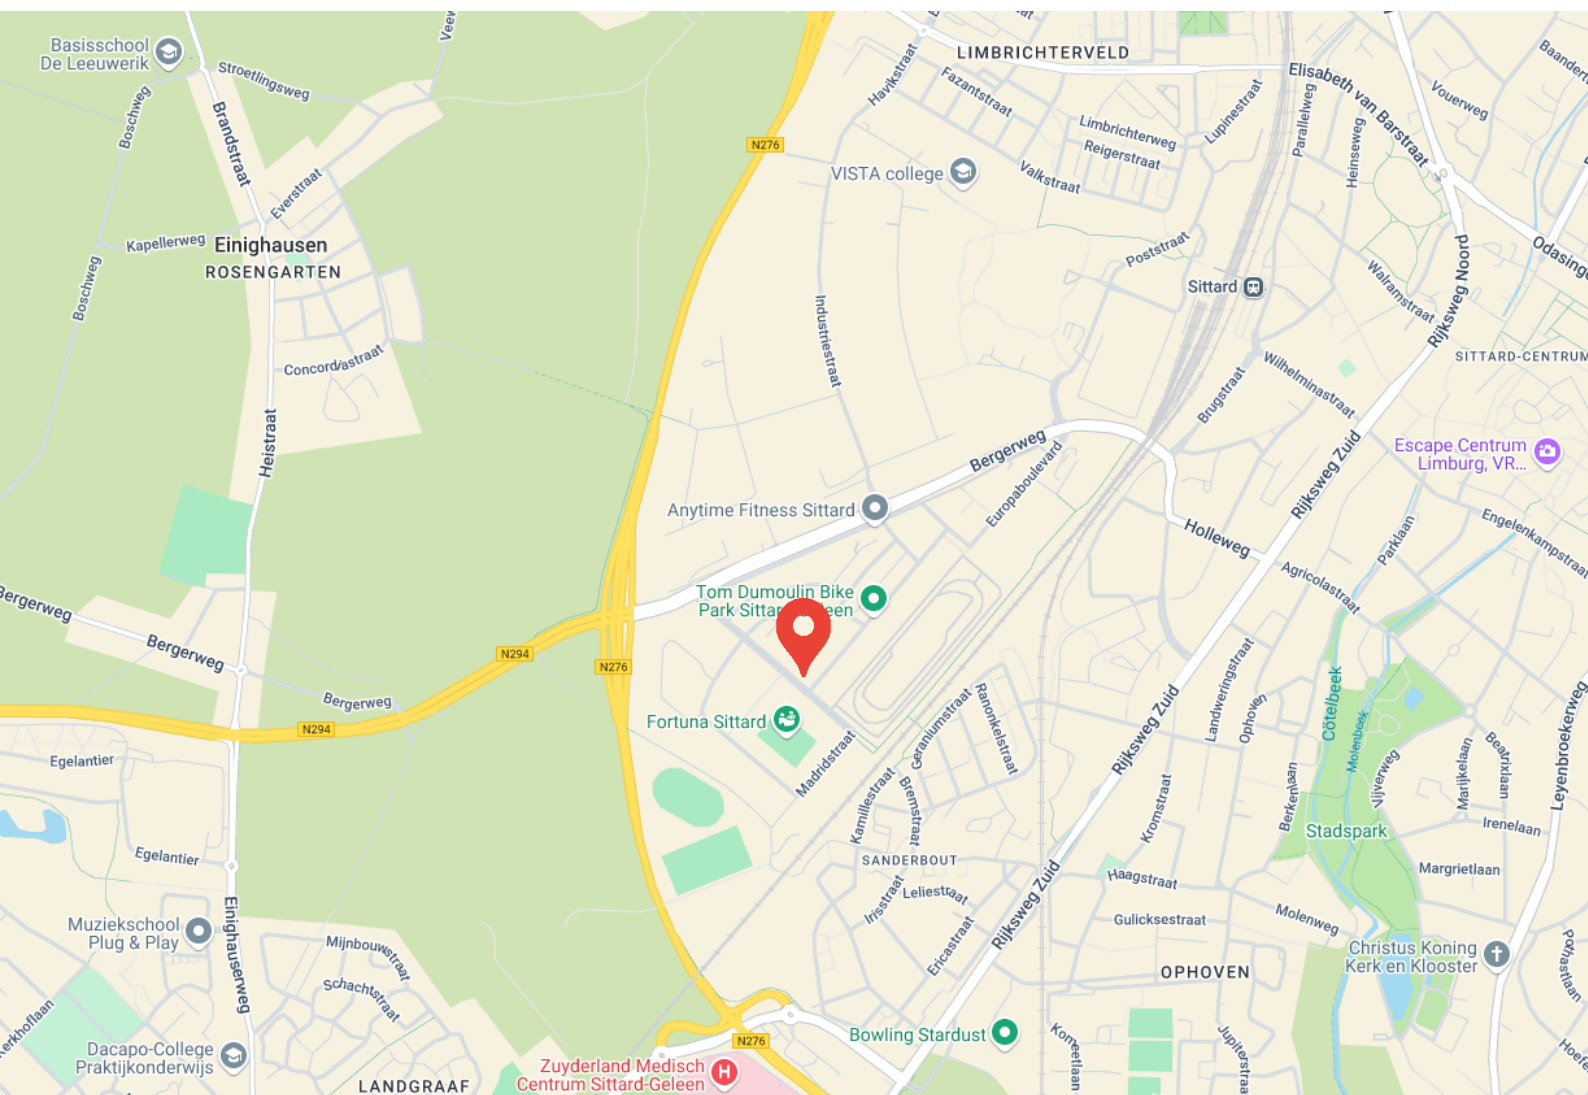 LIMBRICHTERVELD
Basisschool
De Leeuwerik
Stroetlingsweg
Boschweg
Brandstraat
Havikstraat
Fazantstraat
Elisabeth van Barstraat
Vouerweg
N276
Limbrichterweg
Reigerstraat
Lupinestraat
Parallelweg
Heinseweg
VISTA college
Valkstraat
Everstraat
Kapellerweg
Einighausen
ROSENGARTEN
Boschweg
Poststraat
Sittard
Walramstraat
Rijksweg Noord
Industriestraat
Concordiastraat
SITTARD-CENTRUM
Wilhelminastraat
Brugstraat
Heistraat
Bergerweg
Europaboulevard
Rijksweg Zuid
Escape Centrum
Limburg, VR...
Anytime Fitness Sittard
Holleweg
Parklaan
Engelenkampstraat
Agricolastraat
Tom Dumoulin Bike
Bergerweg
Bergerweg
N294
N276
Bergerweg
N294
Fortuna Sittard
Madridstraat
Geraniumstraat
Ranonkelstraat
Rijksweg Zuid
Landweringstraat
Ophoven
Cötelbeek
Molenbeek
Leyenbroekerweg
Egelantier
Kamillestraat
Bremstraat
Kromstraat
Berkenlaan
Vijverweg
Marijkelaan
Beatrixlaan
Irenelaan
Stadspark
Egelantier
SANDERBOUT
Margrietlaan
Irisstraat
Leliestraat
Haagstraat
Rijksweg Zuid
Gulicksestraat
Molenweg
Einighauserweg
Muziekschool
Plug & Play
Mijnbouwstraat
Schachtstraat
Ericastraat
OPHOVEN
Christus Koning
Kerk en Klooster
Pothastlaan
Dacapo-College
Praktijkonderwijs
LANDGRAAF
N276
Bowling Stardust
Zuyderland Medisch
Centrum Sittard-Geleen
Komeetlaan